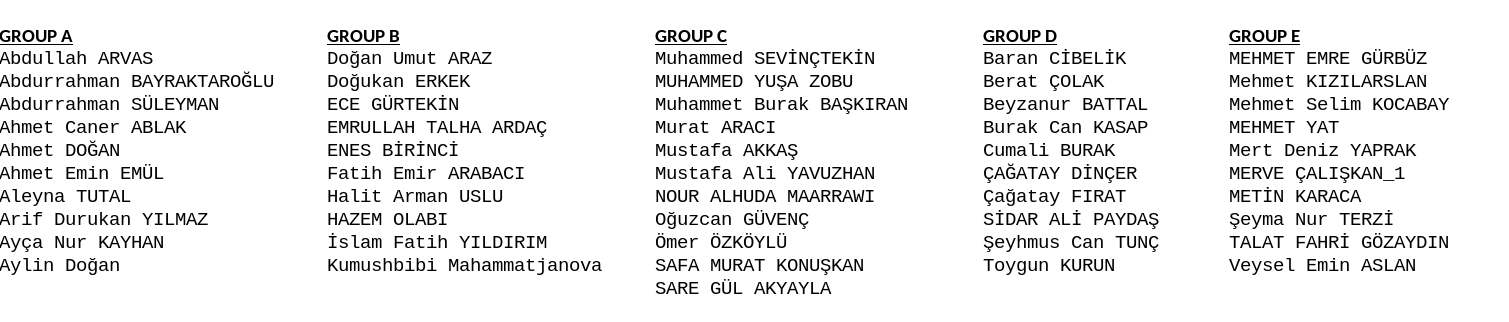 GROUP A
Abdullah ARVAS
Abdurrahman BAYRAKTAROĞLU
Abdurrahman SÜLEYMAN
Ahmet Caner ABLAK
Ahmet DOĞAN
Ahmet Emin EMÜL
Aleyna TUTAL
Arif Durukan YILMAZ
Ayça Nur KAYHAN
Aylin Doğan
GROUP B
Doğan Umut ARAZ
Doğukan ERKEK
ECE GÜRTEKİN
EMRULLAH TALHA ARDAÇ
ENES BİRİNCİ
Fatih Emir ARABACI
Halit Arman USLU
HAZEM OLABI
İslam Fatih YILDIRIM
Kumushbibi Mahammatjanova
GROUP C
Muhammed SEVİNÇTEKİN
MUHAMMED YUŞA ZOBU
Muhammet Burak BAŞKIRAN
Murat ARACI
Mustafa AKKAŞ
Mustafa Ali YAVUZHAN
NOUR ALHUDA MAARRAWI
Oğuzcan GÜVENÇ
Ömer ÖZKÖYLÜ
SAFA MURAT KONUŞKAN
SARE GÜL AKYAYLA
GROUP D
Baran CİBELİK
Berat ÇOLAK
Beyzanur BATTAL
Burak Can KASAP
Cumali BURAK
ÇAĞATAY DİNÇER
Çağatay FIRAT
SİDAR ALİ PAYDAŞ
Şeyhmus Can TUNÇ
Toygun KURUN
GROUP E
MEHMET EMRE GÜRBÜZ
Mehmet KIZILARSLAN
Mehmet Selim KOCABAY
MEHMET YAT
Mert Deniz YAPRAK
MERVE ÇALIŞKAN_1
METİN KARACA
Şeyma Nur TERZİ
TALAT FAHRİ GÖZAYDIN
Veysel Emin ASLAN